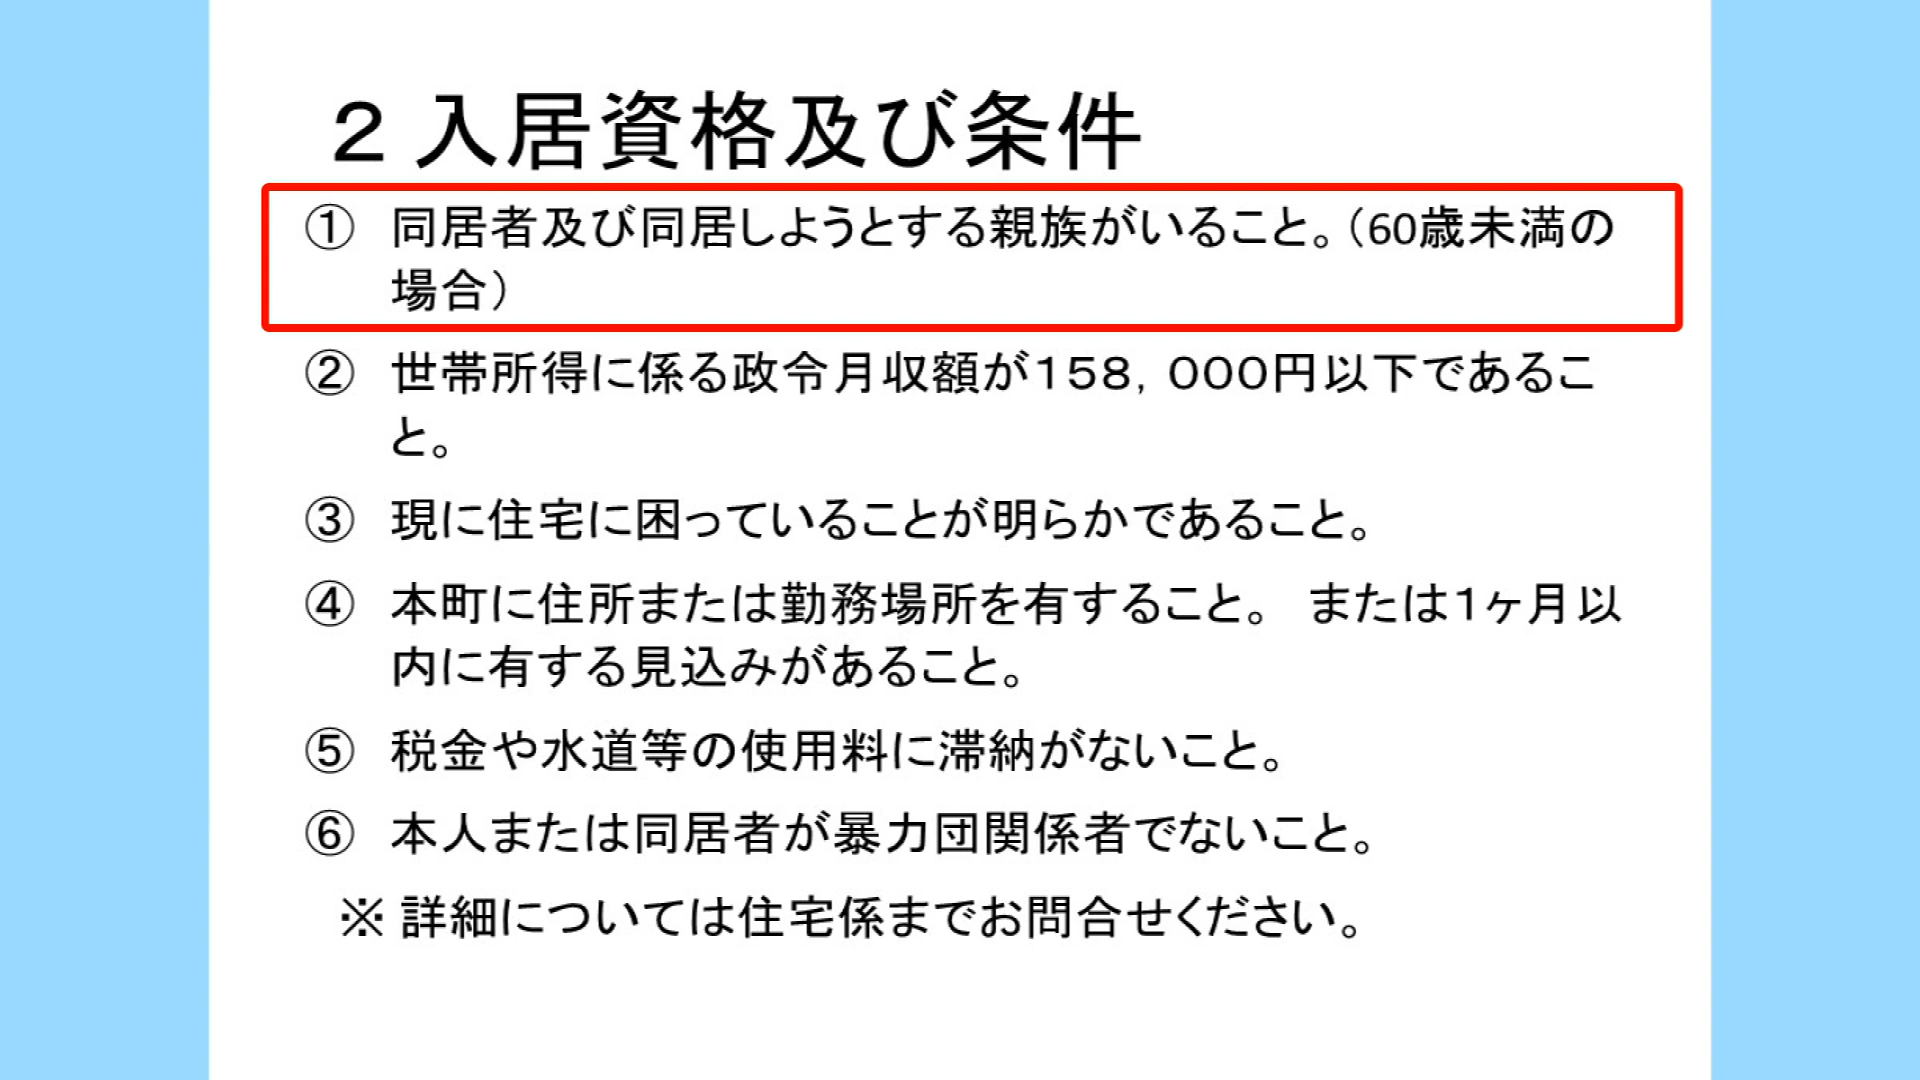 ２ 入居資格及び条件
① 同居者及び同居しようとする親族がいること。（60歳未満の
場合）
② 世帯所得に係る政令月収額が１５８，０００円以下であるこ
と。
③ 現に住宅に困っていることが明らかであること。
④ 本町に住所または勤務場所を有すること。 または１ヶ月以
内に有する見込みがあること。
⑤ 税金や水道等の使用料に滞納がないこと。
⑥ 本人または同居者が暴力団関係者でないこと。
※ 詳細については住宅係までお問合せください。